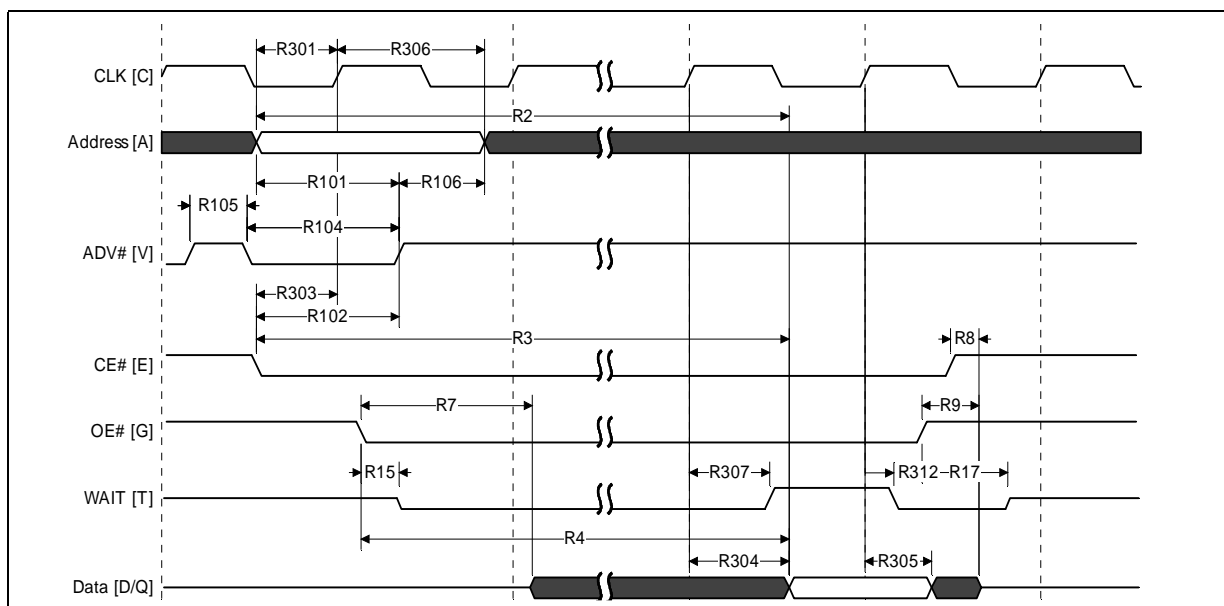 R301 R306
CLK [C]
R2
Address [A]
R101 R106
R105
R104
ADV# [V]
R303
R102
R3
R8
CE# [E]
R7
R9
OE# [G]
R15
R307
R312 R17
WAIT [T]
R4
R304
R305
Data [D/Q]